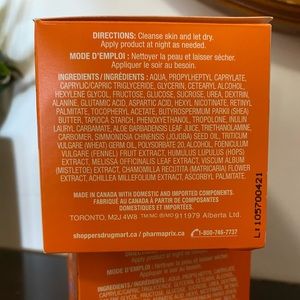 DIRECTIONS: Cleanse skin and let dry.
Apply product at night as needed.
MODE D'EMPLOI : Nettoyer la peau et laisser sécher.
Appliquer le soir au besoin.
INGREDIENTS / INGRÉDIENTS : AQUA, PROPYLHEPTYL CAPRYLATE,
CAPRYLIC/CAPRIC TRIGLYCERIDE, GLYCERIN, CETEARYL ALCOHOL,
HEXYLENE GLYCOL, FRUCTOSE, GLUCOSE, SUCROSE, UREA, DEXTRIN,
ALANINE, GLUTAMIC ACID, ASPARTIC ACID, HEXYL NICOTINATE, RETINYL
PALMITATE, TOCOPHERYL ACETATE, BUTYROSPERMUM PARKII (SHEA)
BUTTER, TAPIOCA STARCH, PHENOXYETHANOL, TROPOLONE, INULIN
LAURYL CARBAMATE, ALOE BARBADENSIS LEAF JUICE, TRIETHANOLAMINE,
CARBOMER, SIMMONDSIA CHINENSIS (JOJOBA) SEED OIL, TRITICUM
VULGARE (WHEAT) GERM OIL, POLYSORBATE 20, ALCOHOL, FOENICULUM
VULGARE (FENNEL) FRUIT EXTRACT, HUMULUS LUPULUS (HOPS)
EXTRACT, MELISSA OFFICINALIS LEAF EXTRACT, VISCUM ALBUM
(MISTLETOE) EXTRACT, CHAMOMILLA RECUTITA (MATRICARIA) FLOWER
EXTRACT, ACHILLEA MILLEFOLIUM EXTRACT, ASCORBYL PALMITATE.
MADE IN CANADA WITH DOMESTIC AND IMPORTED COMPONENTS.
FABRIQUÉ AU CANADA À PARTIR DE
COMPOSANTS DOMESTIQUES ET IMPORTÉS.
TORONTO, M2J 4W8 TM/MC ®/MD 911979 Alberta Ltd.
shoppersdrugmart.ca / pharmaprix.ca 1-800-746-7737
L:105700421